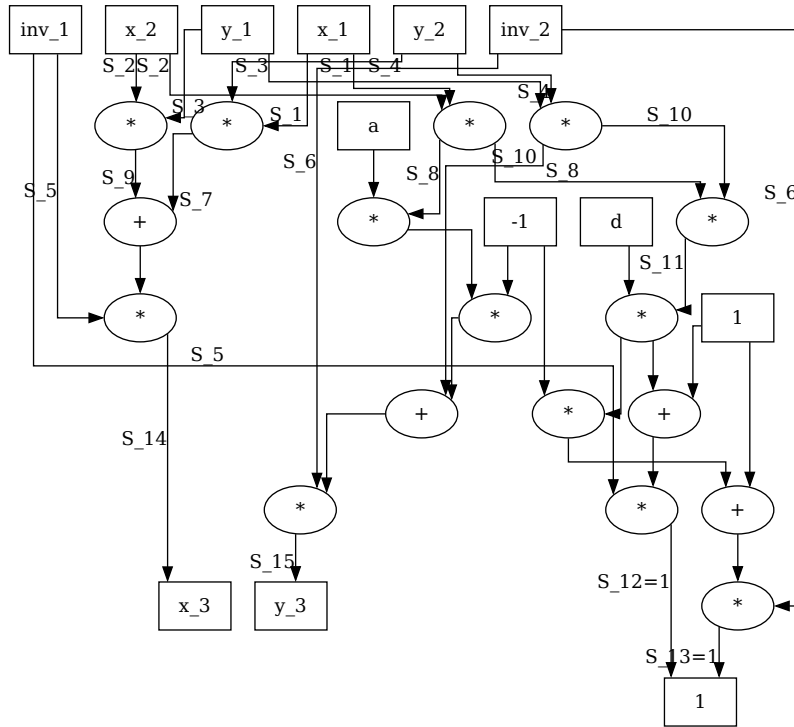 inv_1 x_2 y_1 x_1 y_2 inv_2
S_2 S_2 S_3 S_1 S_4
S_4
S_3 S_1 S_10
* * a * *
S_6 S_10
S_9 S_8 S_8
S_5 S_7 S_6
+ * -1 d *
S_11
* * * 1
S_5
+ * +
S_14
* * +
S_15 S_12=1
x_3 y_3 *
S_13=1
1